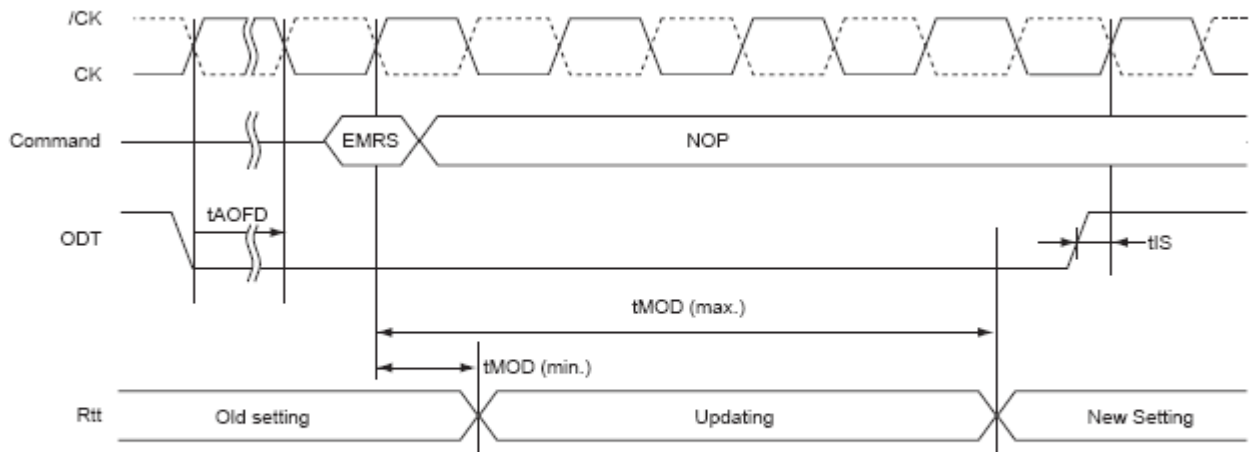 /CK
CK
Command
EMRS
NOP
tAOFD
ODT
tIS
tMOD (max.)
tMOD (min.)
Rtt
Old setting
Updating
New Setting